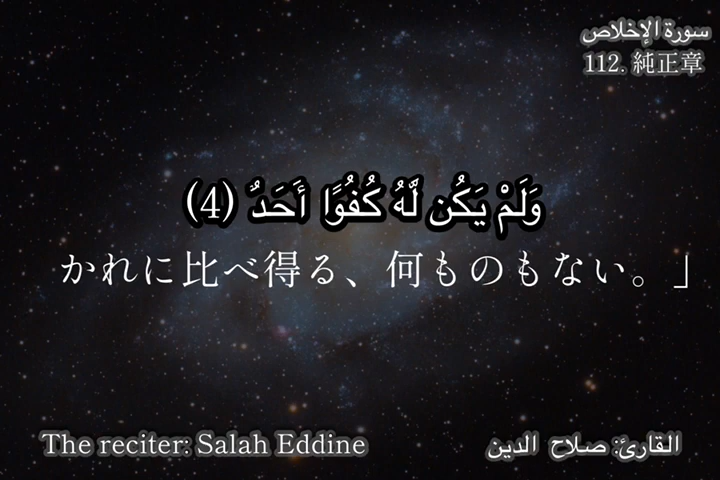 سورة الإخلاص
112. 純正章
وَلَمْ يَكُن لَّهُ كُفُوًا أَحَدٌ (4)
かれに比べ得る、何ものもない。」
The reciter: Salah Eddine
القارئ: صلاح الدين